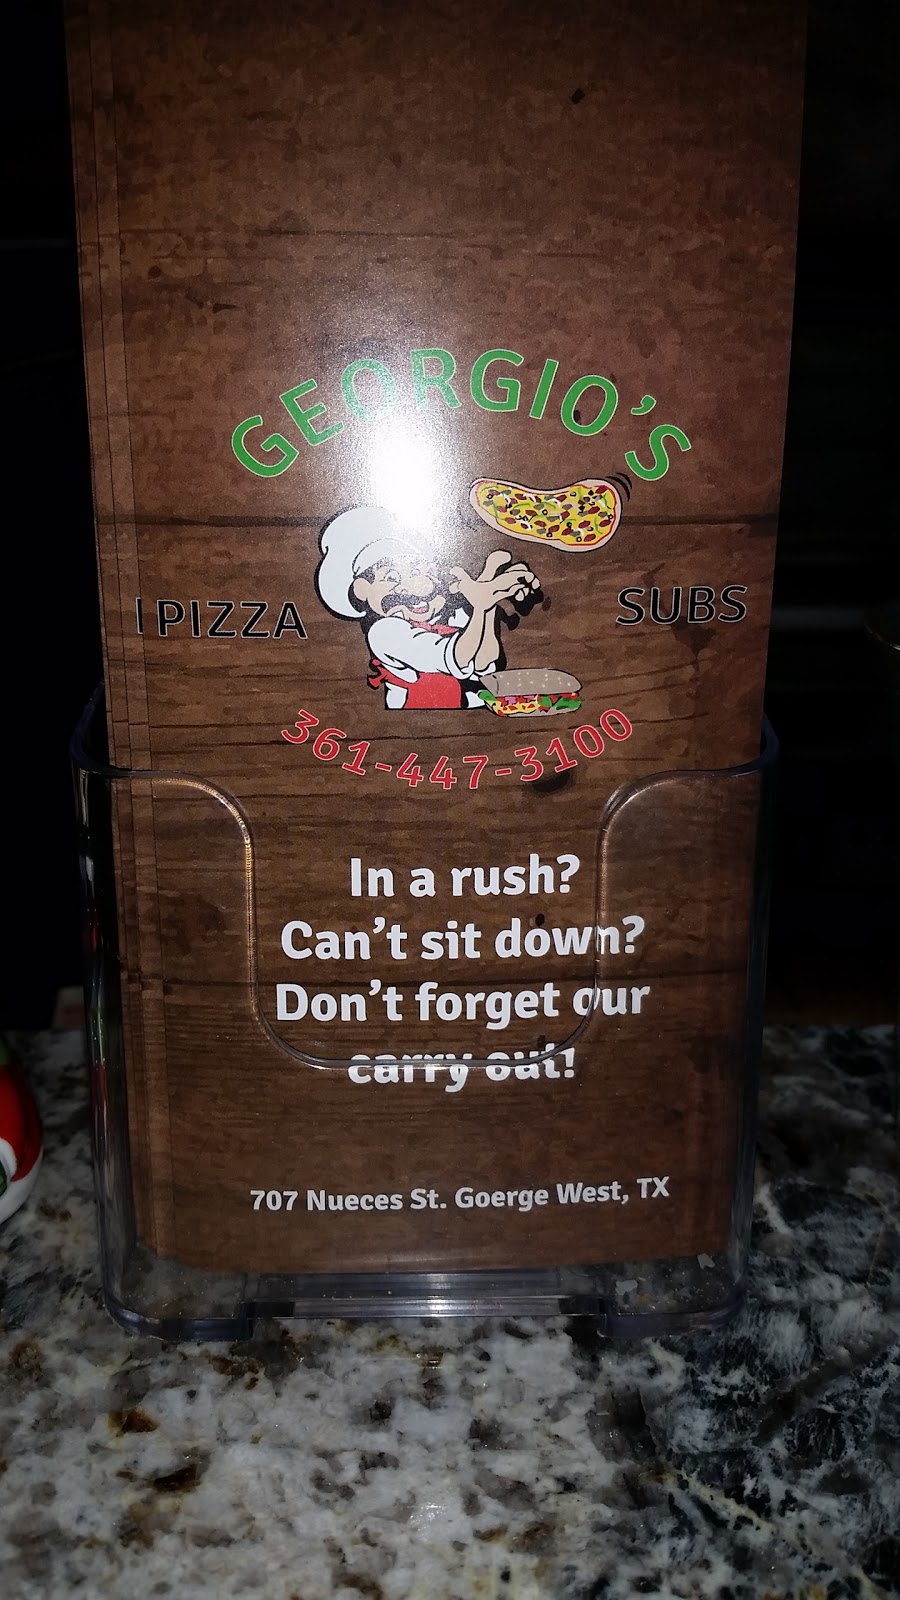 GEORGIO'S
PIZZA
SUBS
361-447-3100
In a rush?
Can't sit down?
Don't forget our
carry out!
707 Nueces St. Goerge West, TX